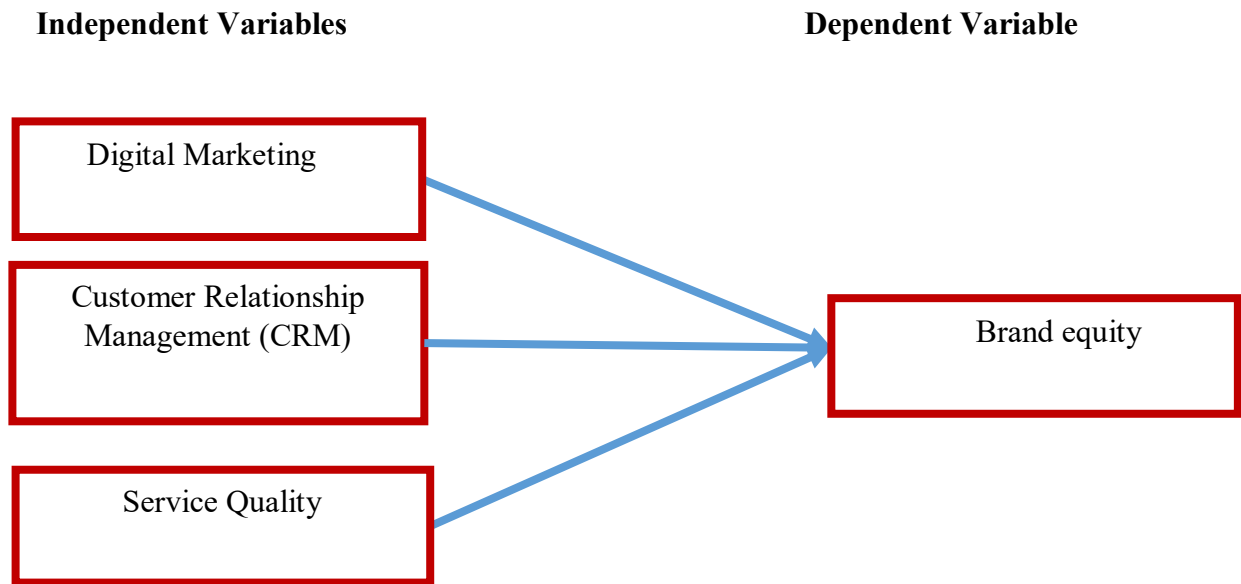 Independent Variables
Dependent Variable
Digital Marketing
Customer Relationship
Management (CRM)
Brand equity
Service Quality